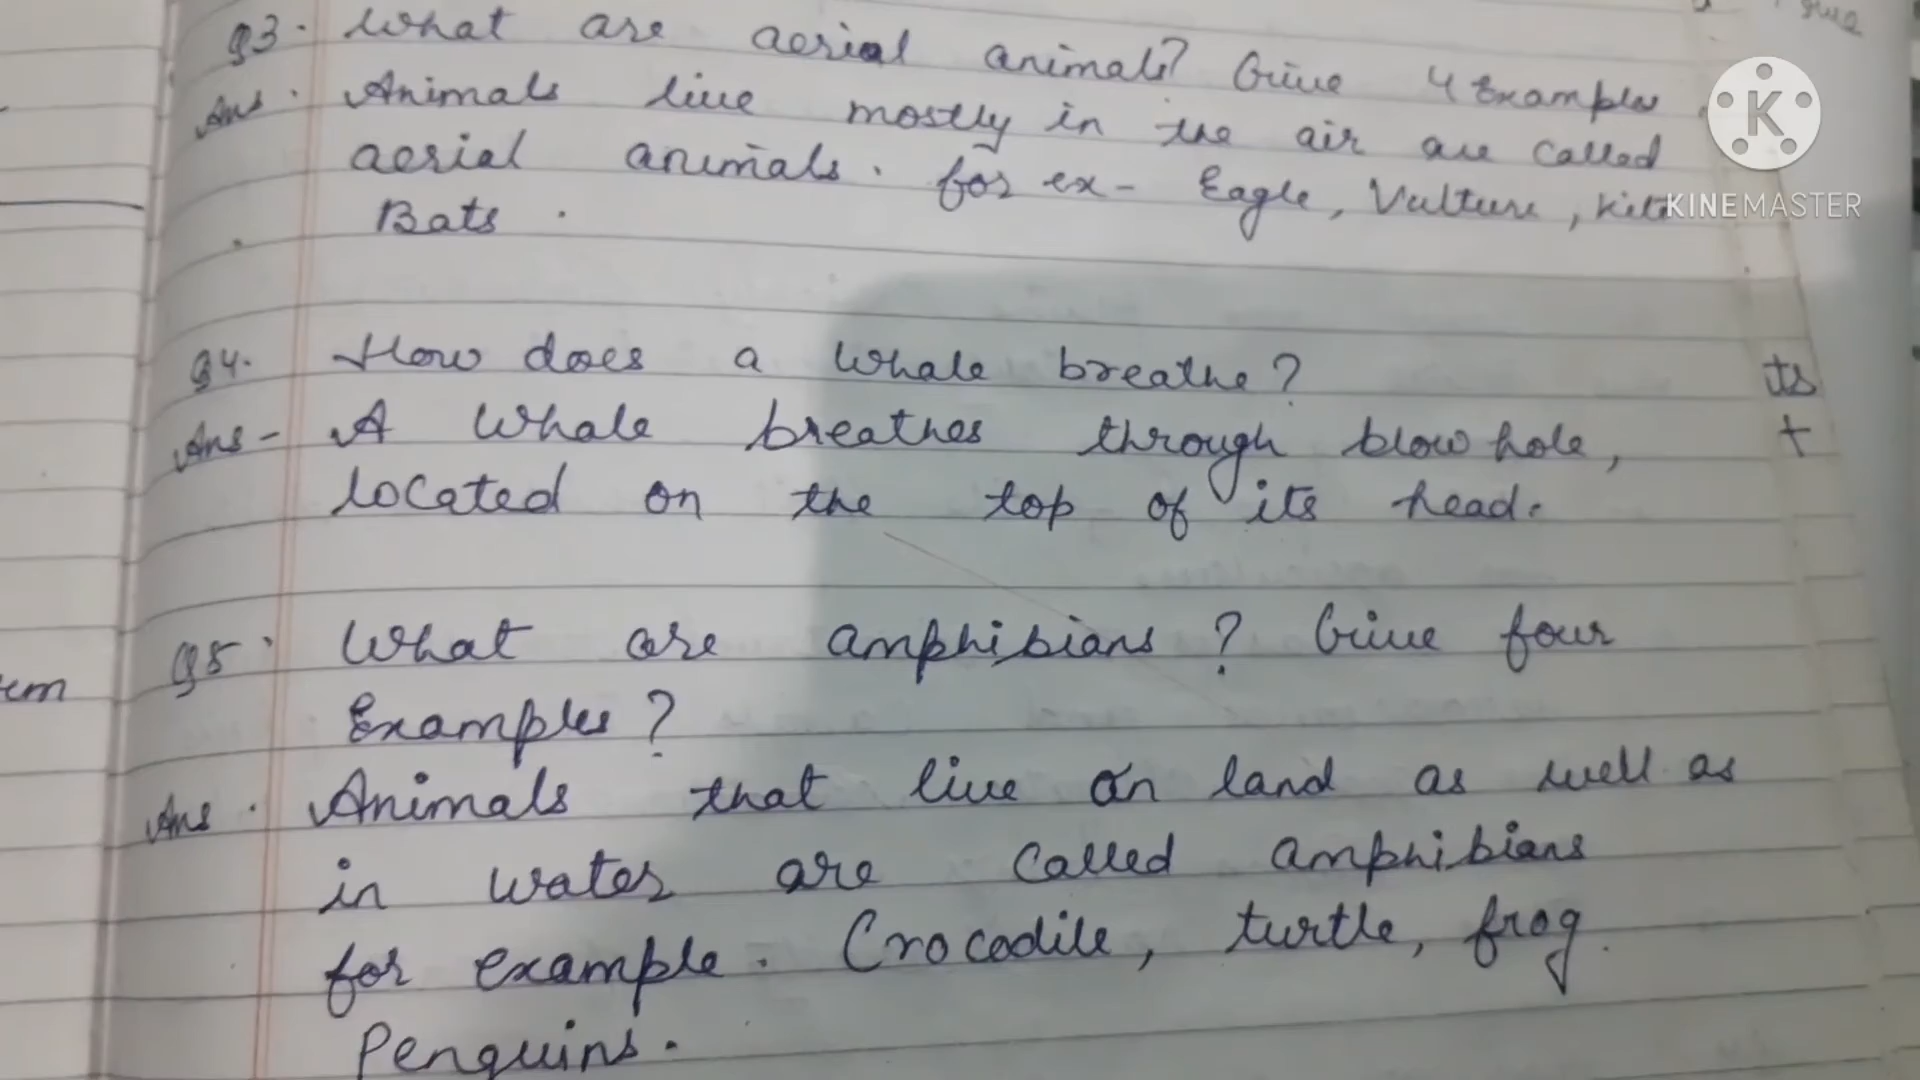 Q3. What are aerial animals? Give 4 Examples.
Ans. Animals live mostly in the air are called
aerial animals. for ex- Eagle, Vulture, Kite
Bats.
KINEMASTER
Q4. How does a whale breathe?
Ans- A whale breathes through blow hole,
located on the top of its head.
Q5. What are amphibians? Give four
Examples?
Ans. Animals that live on land as well as
in water are called amphibians
for example. Crocodile, turtle, frog.
Penguins.